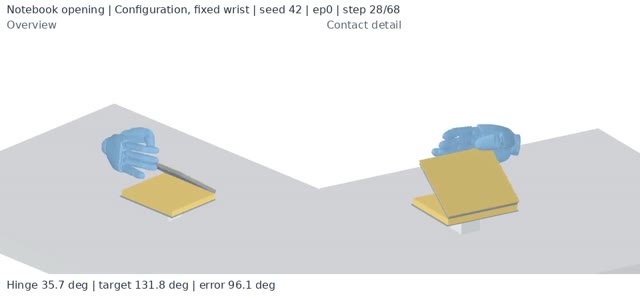 Notebook opening | Configuration, fixed wrist | seed 42 | ep0 | step 28/68
Overview
Contact detail
Hinge 35.7 deg | target 131.8 deg | error 96.1 deg